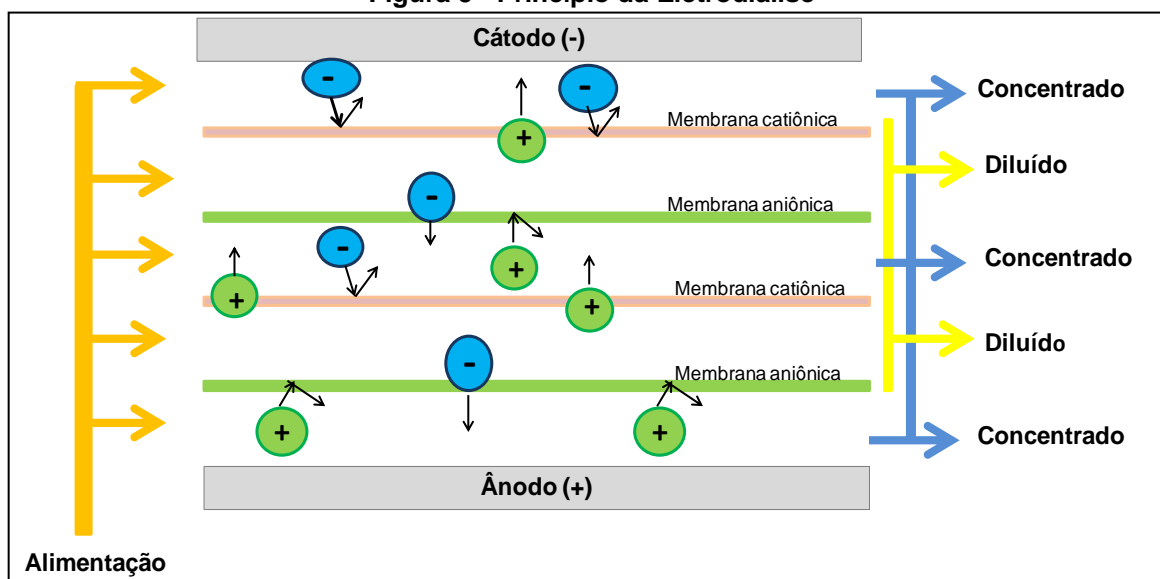 Cátodo (-)
Concentrado
Membrana catiônica
Diluído
Membrana aniônica
Concentrado
Membrana catiônica
Diluído
Membrana aniônica
Concentrado
Ânodo (+)
Alimentação
-
-
+
-
-
+
+
+
-
+
+